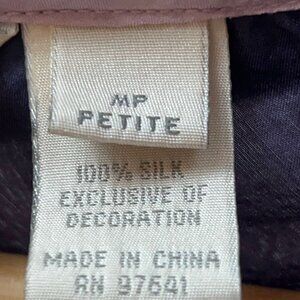 MP
PETITE
100% SILK
EXCLUSIVE OF
DECORATION
MADE IN CHINA
RN 97641